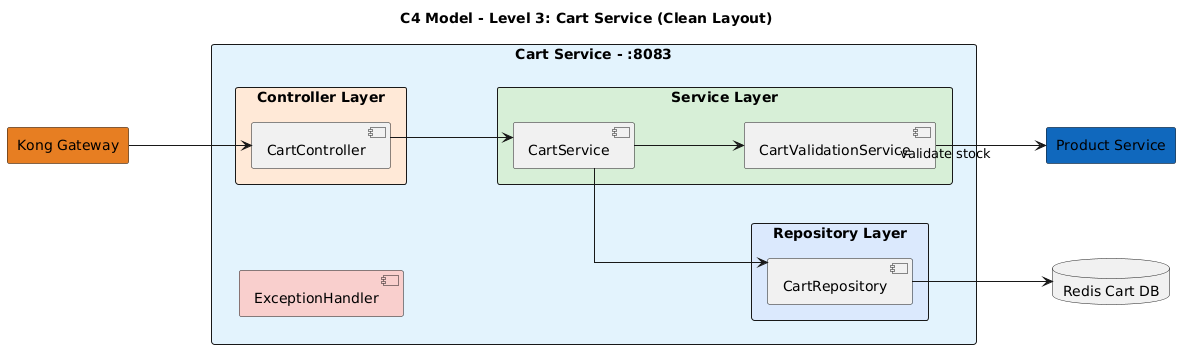 C4 Model - Level 3: Cart Service (Clean Layout)
Cart Service - :8083
Controller Layer
Service Layer
Kong Gateway
CartController
CartService
CartValidationService
Validate stock
Product Service
Repository Layer
ExceptionHandler
CartRepository
Redis Cart DB